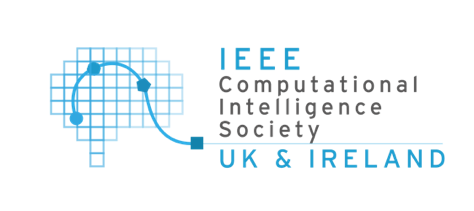 IEEE
Computational
Intelligence
Society
UK & IRELAND